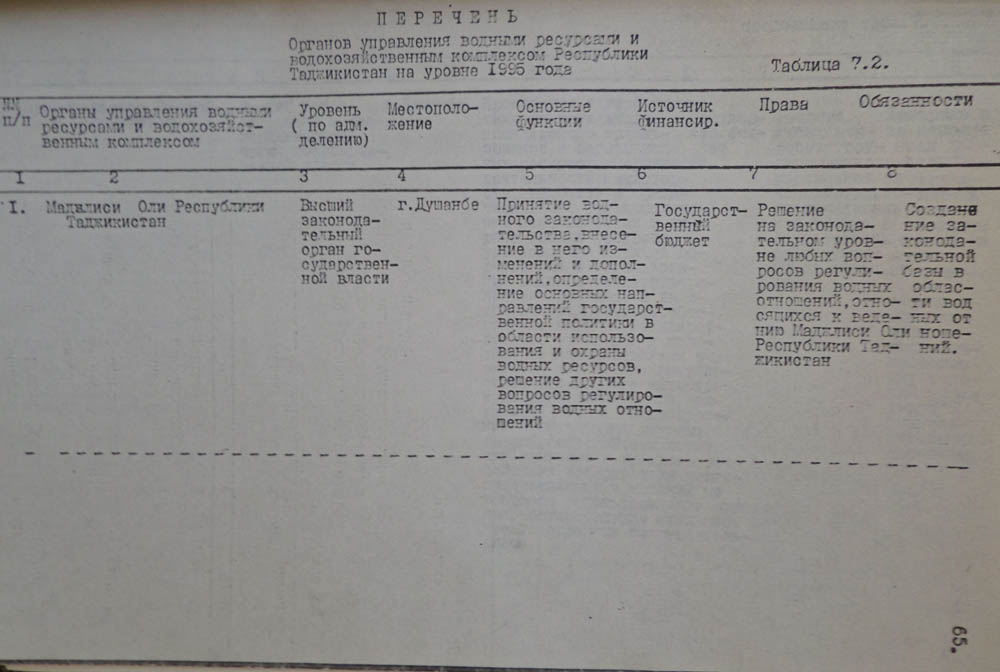 ПЕРЕЧЕНЬ
Органов управления водными ресурсами и
водохозяйственным комплексом Республики
Таджикистан на уровне 1995 года
Таблица 7.2.
№№
п/п
Органы управления водными
ресурсами и водохозяйст-
венным комплексом
Уровень
( по адм.
делению)
Местополо-
жение
Основные
функции
Источник
финансир.
Права
Обязанности
1 2 3 4 5 6 7 8
1.
Маджлиси Оли Республики
Таджикистан
Высший
законода-
тельный
орган го-
сударствен-
ной власти
г.Душанбе
Принятие вод-
ного законода-
тельства,внесе-
ние в него из-
менений и допол-
нений,определе-
ние основных нап-
равлений государст-
венной политики в
области использо-
вания и охраны
водных ресурсов,
решение других
вопросов регулиро-
вания водных отно-
шений
Государст-
венный
бюджет
Решение
на законода-
тельном уров-
не любых воп-
росов регули-
рования водных
отношений,отно-
сящихся к веде-
нию Маджлиси Оли
Республики Тад-
жикистан
Создане
ние за-
конода-
тельной
базы в
облас-
ти вод
ных от
ноше-
ний.
65.